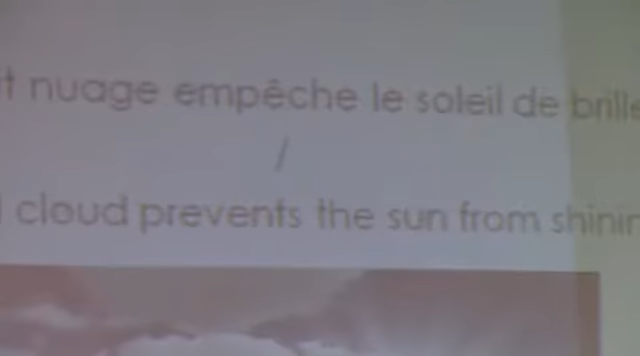 nuage empêche le soleil de
/
cloud prevents the sun from